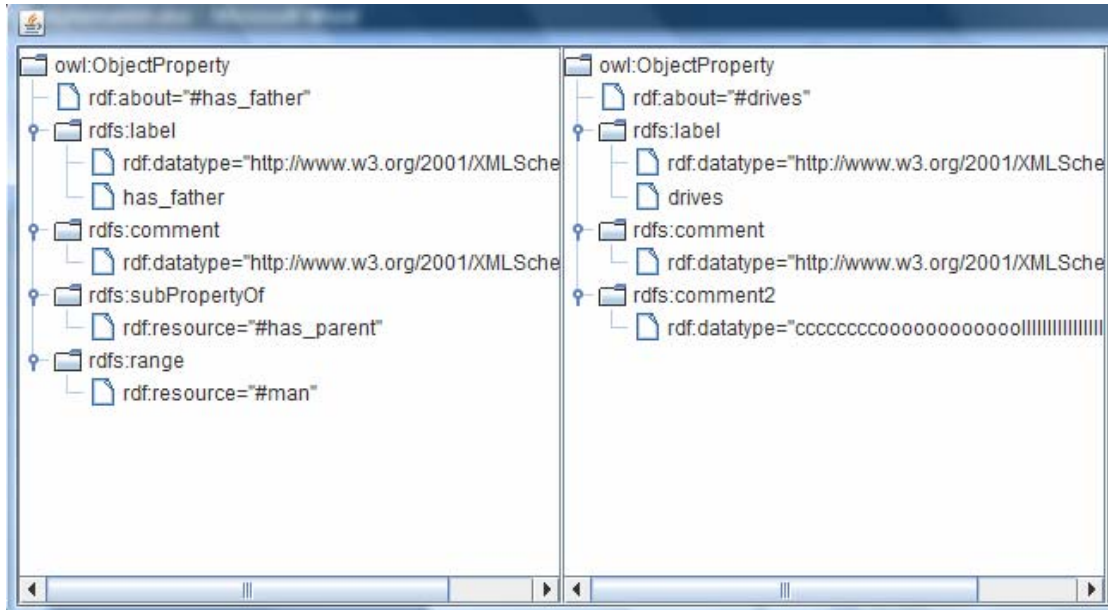 owl:ObjectProperty
rdf:about="#has_father"
rdfs:label
rdf:datatype="http://www.w3.org/2001/XMLSche
has_father
rdfs:comment
rdf:datatype="http://www.w3.org/2001/XMLSche
rdfs:subPropertyOf
rdf:resource="#has_parent"
rdfs:range
rdf:resource="#man"
owl:ObjectProperty
rdf:about="#drives"
rdfs:label
rdf:datatype="http://www.w3.org/2001/XMLSche
drives
rdfs:comment
rdf:datatype="http://www.w3.org/2001/XMLSche
rdfs:comment2